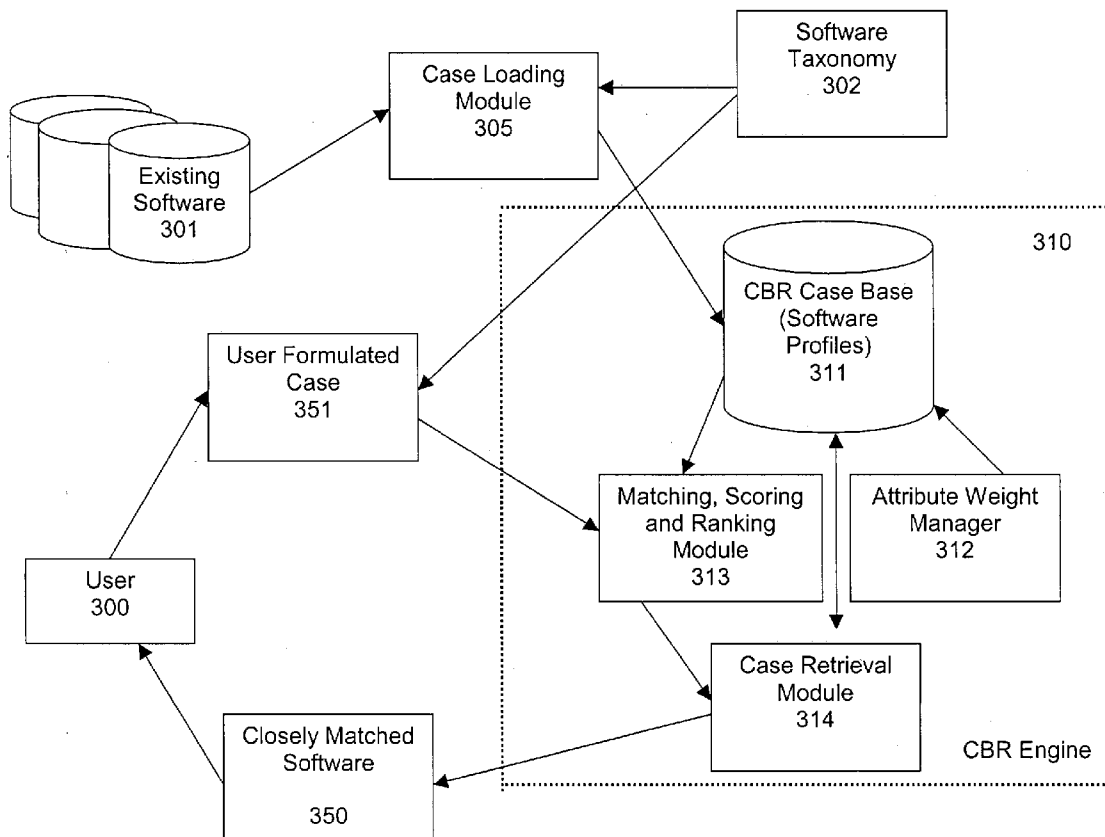 Software
Taxonomy
302
Case Loading
Module
305
Existing
Software
301
310
CBR Case Base
(Software
Profiles)
311
User Formulated
Case
351
Matching, Scoring
and Ranking
Module
313
Attribute Weight
Manager
312
User
300
Case Retrieval
Module
314
Closely Matched
Software
350
CBR Engine